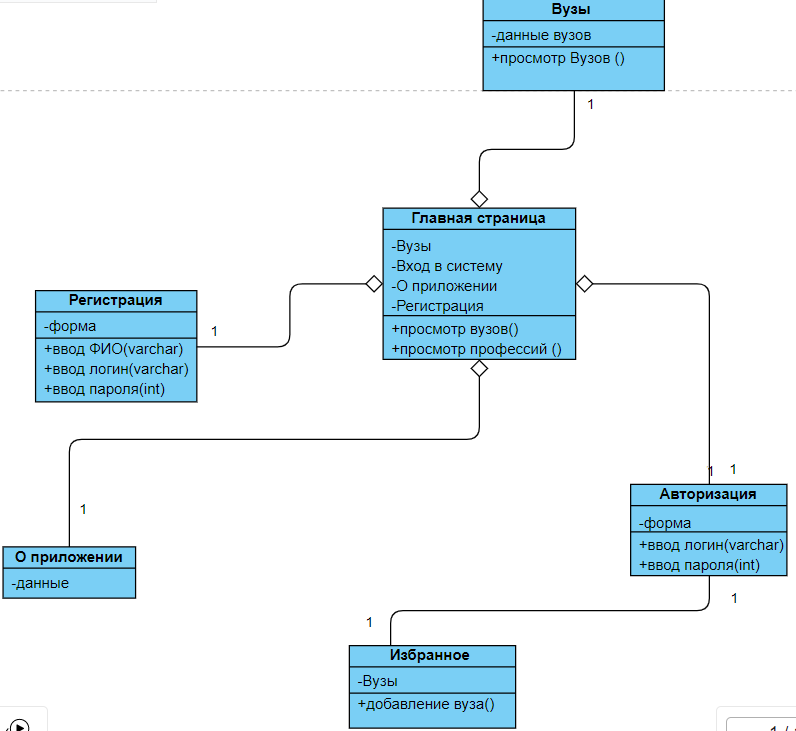 Вузы
-данные вузов
+просмотр Вузов ()
1
Главная страница
-Вузы
-Вход в систему
-О приложении
-Регистрация
+просмотр вузов()
+просмотр профессий ()
Регистрация
-форма
+ввод ФИО(varchar)
+ввод логин(varchar)
+ввод пароля(int)
1
1
1
1
Авторизация
-форма
+ввод логин(varchar)
+ввод пароля(int)
1
О приложении
-данные
1
Избранное
-Вузы
+добавление вуза()